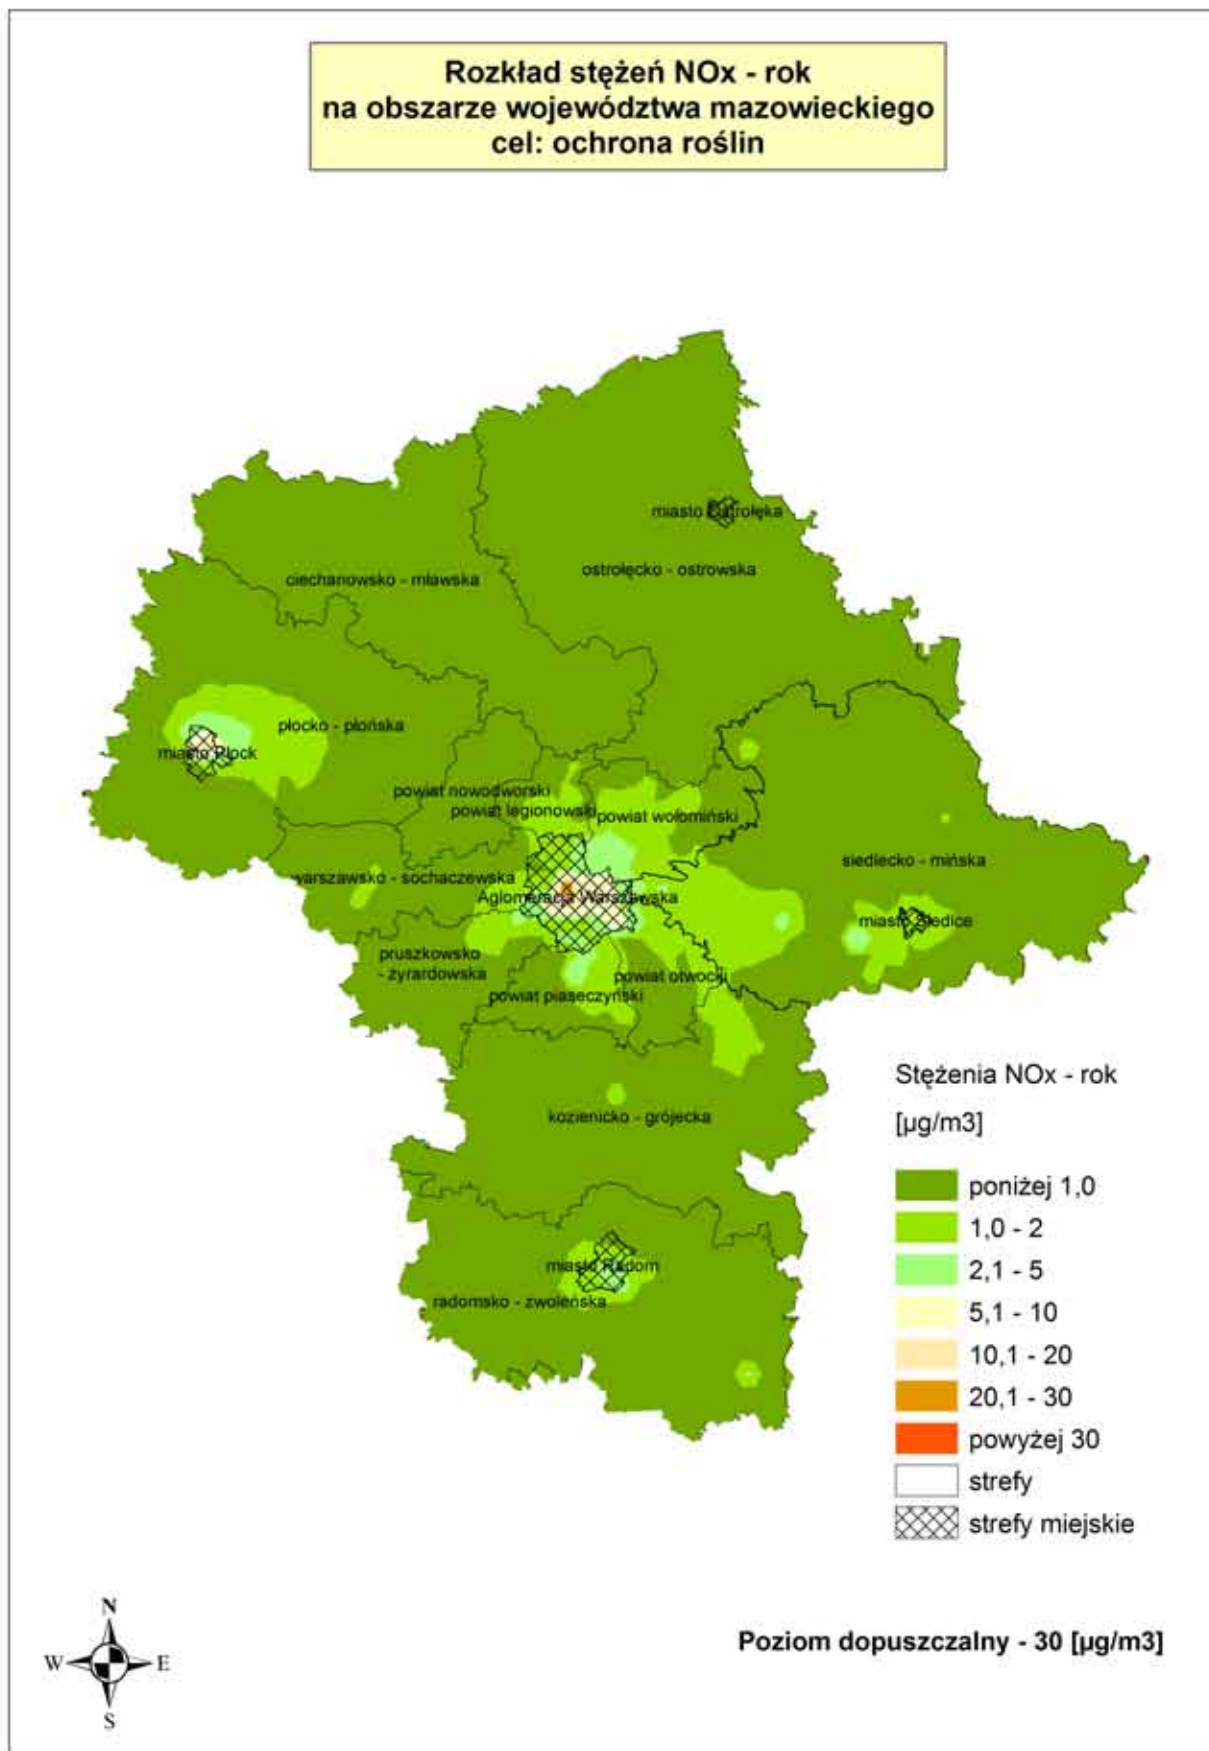 Rozkład stężeń NOx - rok
na obszarze województwa mazowieckiego
cel: ochrona roślin
miasto Ostrołęka
ostrołęcko - ostrowska
ciechanowsko - mławska
płocko - płońska
miasto Płock
powiat nowodworski
powiat legionowski
powiat wołomiński
siedlecko - mińska
warszawsko - sochaczewska
Aglomeracja Warszawska
miasto Siedlce
pruszkowsko
- żyrardowska
powiat otwocki
powiat piaseczyński
kozienicko - grójecka
miasto Radom
radomsko - zwoleńska
Stężenia NOx - rok
[µg/m3]
poniżej 1,0
1,0 - 2
2,1 - 5
5,1 - 10
10,1 - 20
20,1 - 30
powyżej 30
strefy
strefy miejskie
N
W E
S
Poziom dopuszczalny - 30 [µg/m3]